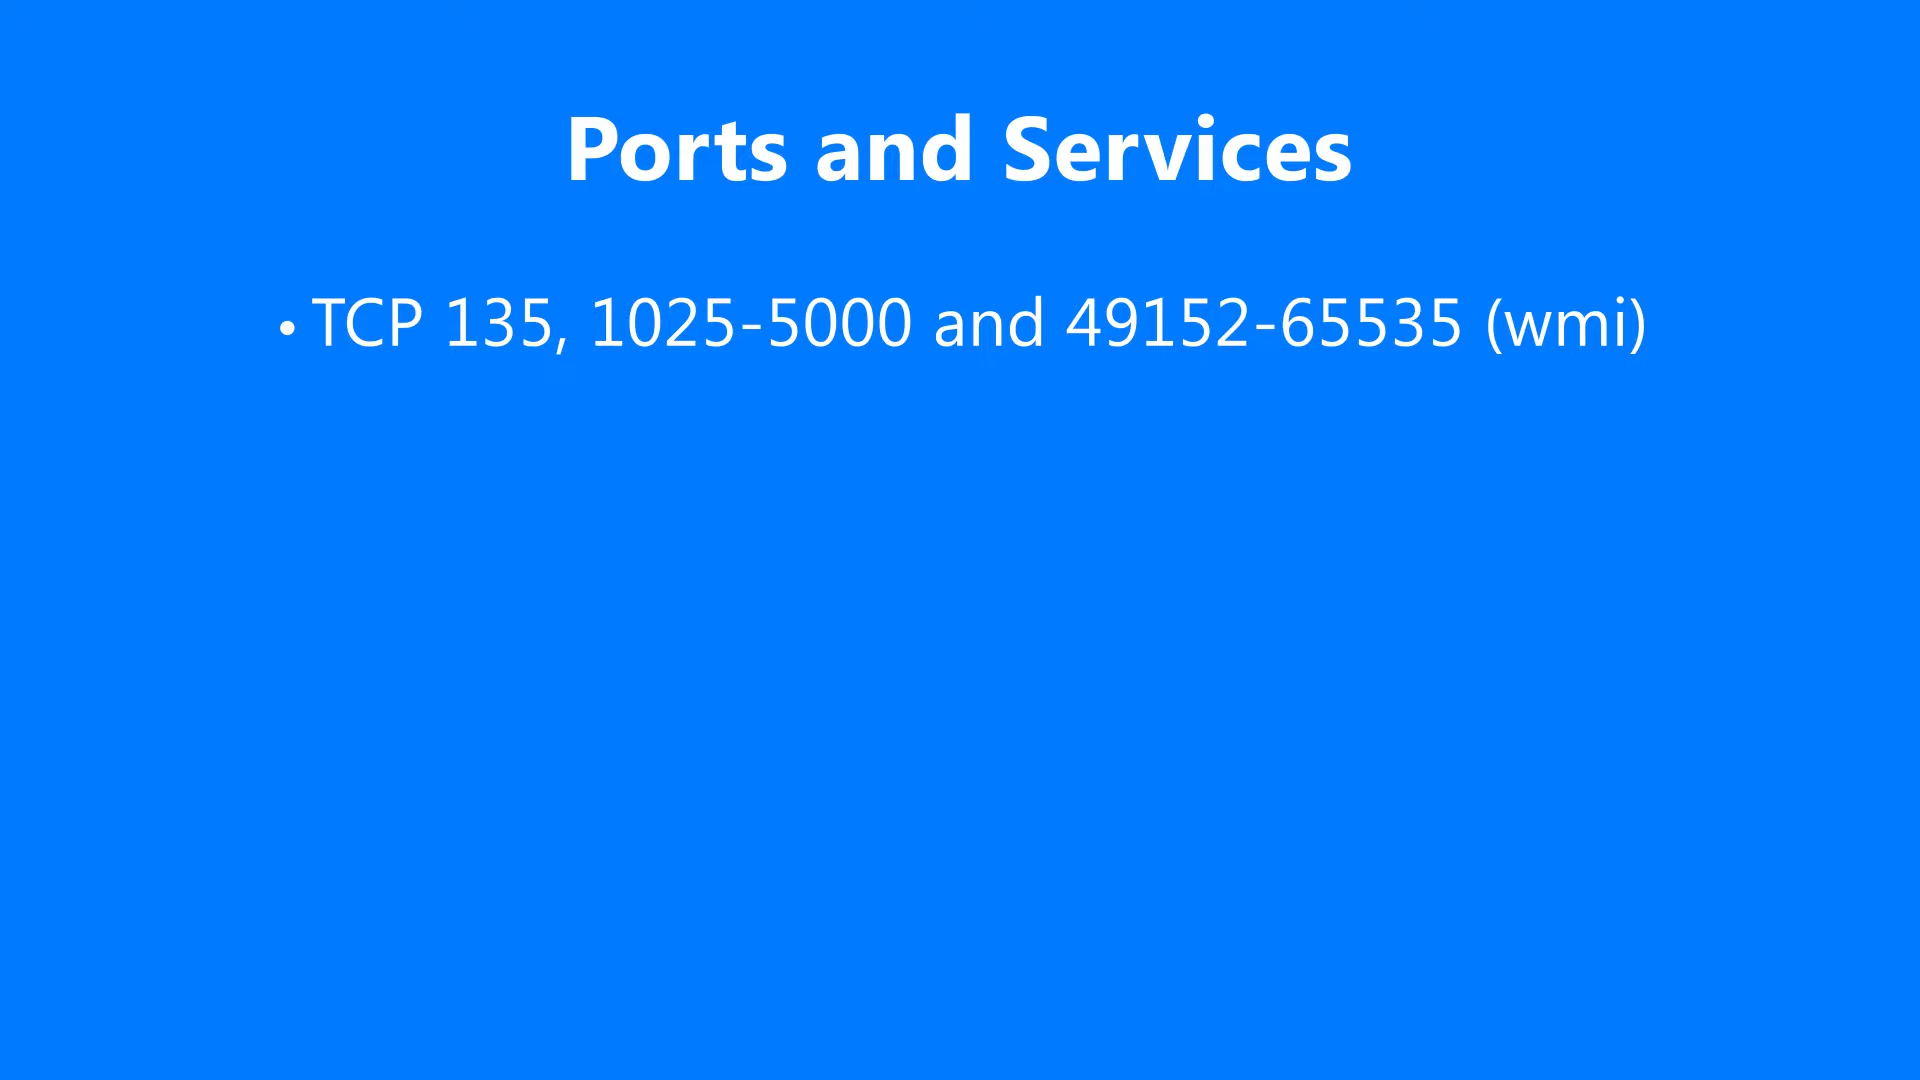 Ports and Services
• TCP 135, 1025-5000 and 49152-65535 (wmi)